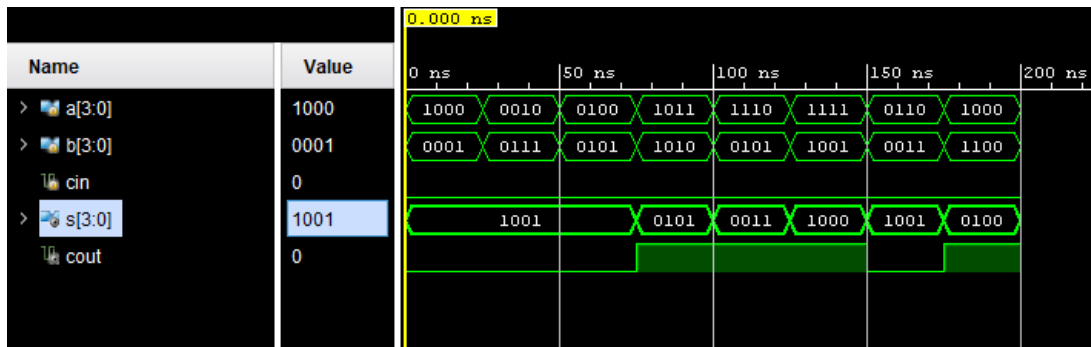 0.000 ns
Name Value 0 ns 50 ns 100 ns 150 ns 200 ns
a[3:0] 1000 1000 0010 0100 1011 1110 1111 0110 1000
b[3:0] 0001 0001 0111 0101 1010 0101 1001 0011 1100
cin 0
s[3:0] 1001 1001 0101 0011 1000 1001 0100
cout 0